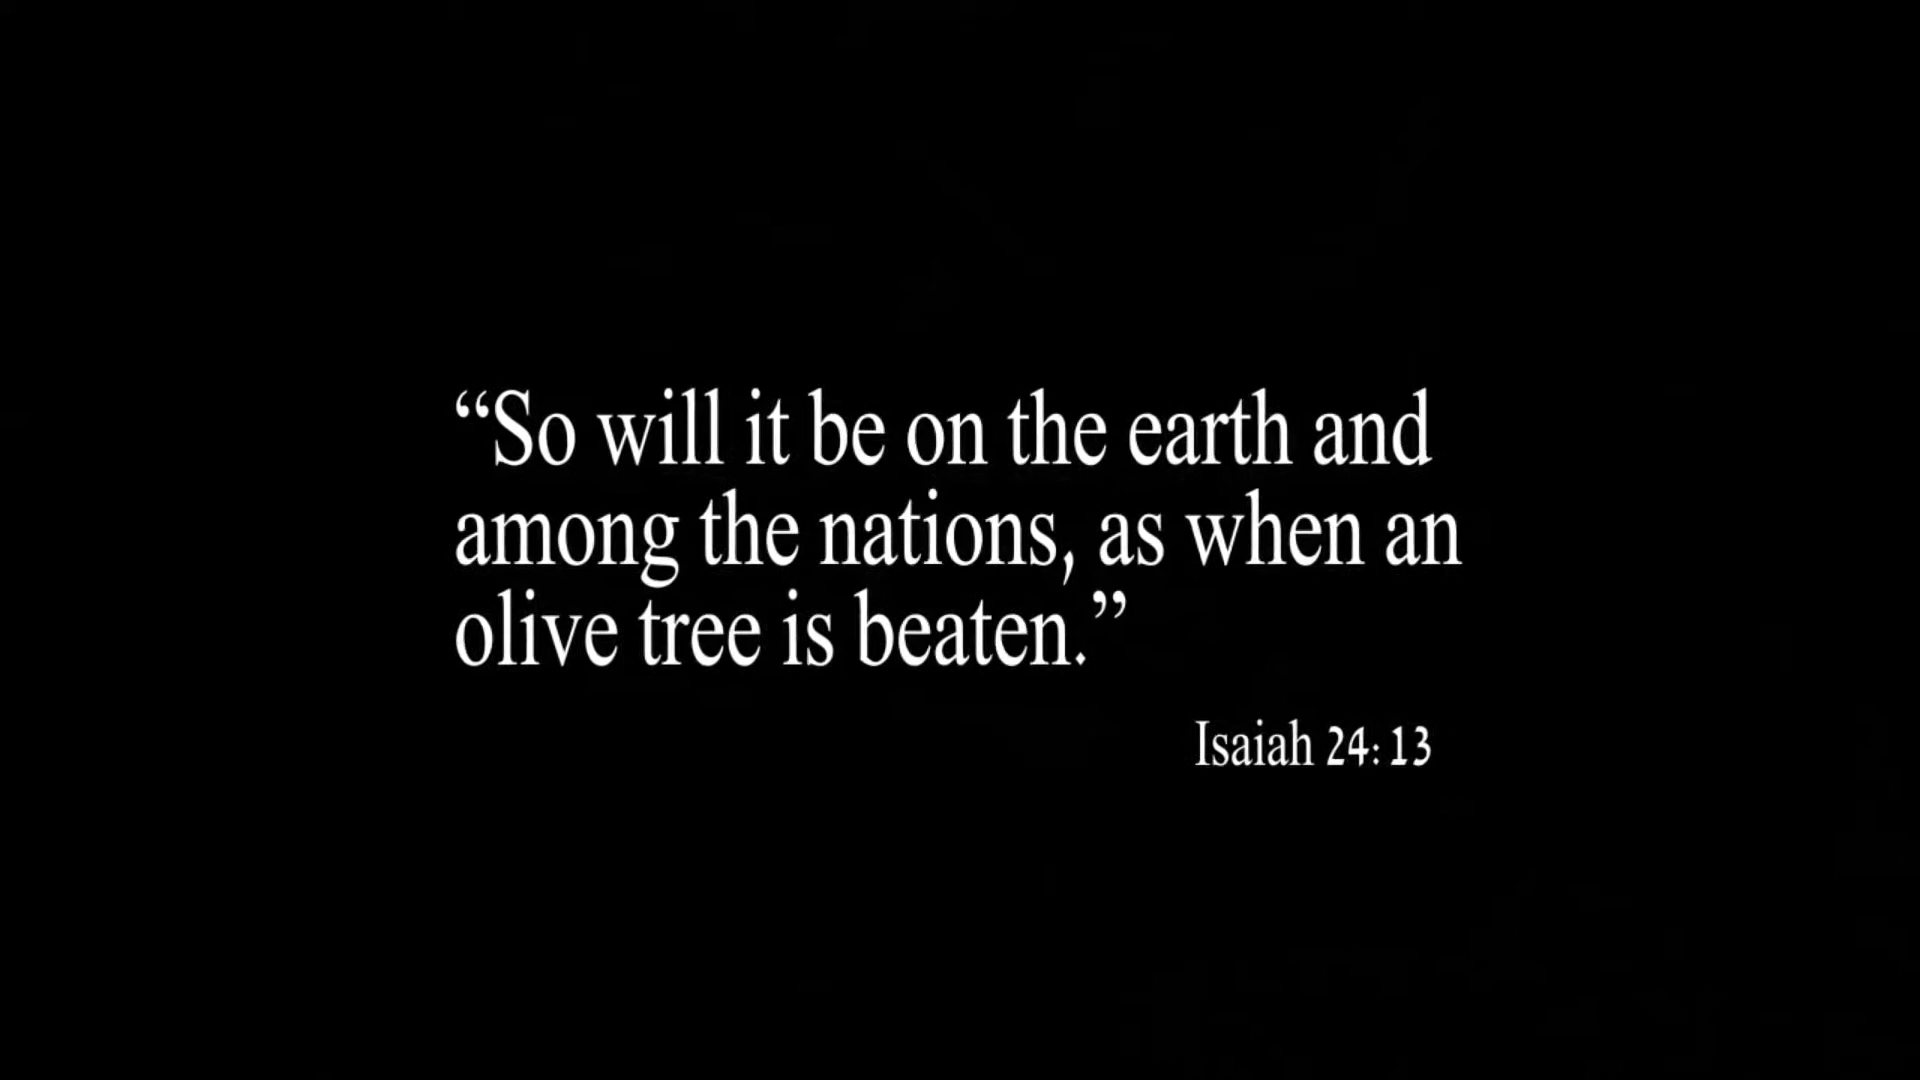 “So will it be on the earth and
among the nations, as when an
olive tree is beaten.”
Isaiah 24:13